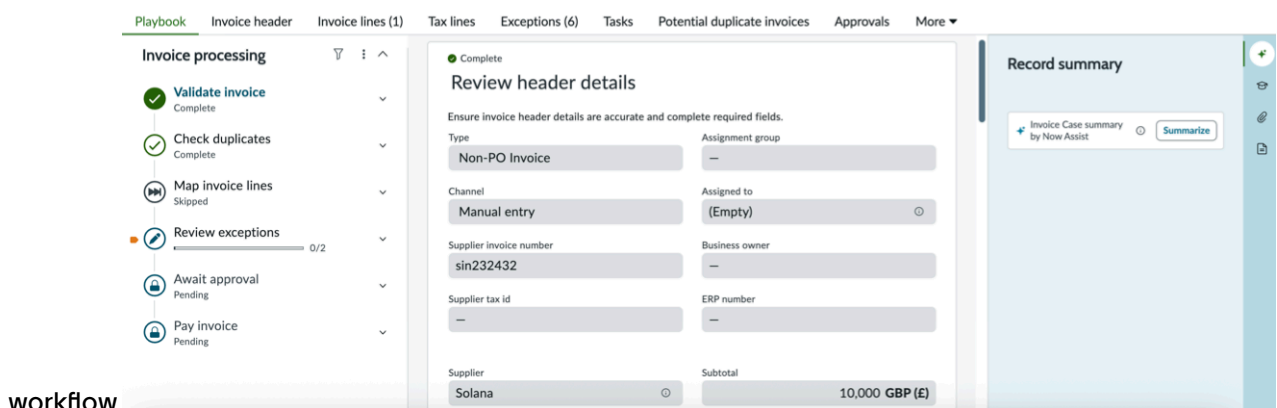 Playbook Invoice header Invoice lines (1) Tax lines Exceptions (6) Tasks Potential duplicate invoices Approvals More
Invoice processing
Validate invoice
Complete
Check duplicates
Complete
Map invoice lines
Skipped
Review exceptions
0/2
Await approval
Pending
Pay invoice
Pending
Complete
Review header details
Ensure invoice header details are accurate and complete required fields.
Type Assignment group
Non-PO Invoice –
Channel Assigned to
Manual entry (Empty)
Supplier invoice number Business owner
sin232432 –
Supplier tax id ERP number
– –
Supplier Subtotal
Solana 10,000 GBP (£)
Record summary
Invoice Case summary
by Now Assist
Summarize
workflow